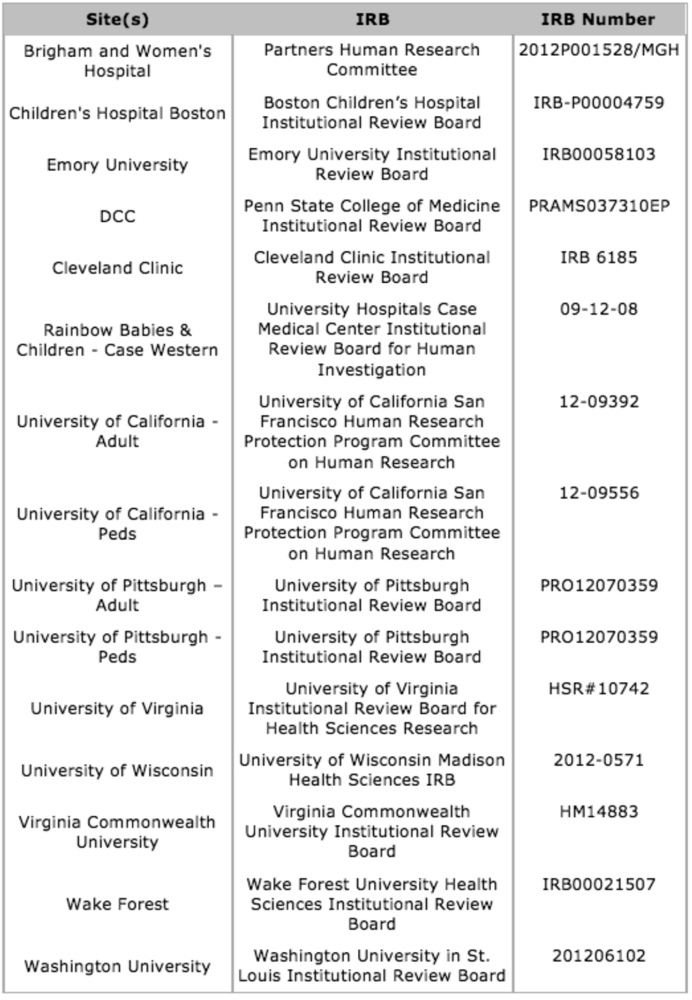 Site(s) IRB IRB Number
Brigham and Women's
Hospital
Partners Human Research
Committee
2012P001528/MGH
Children's Hospital Boston
Boston Children’s Hospital
Institutional Review Board
IRB-P00004759
Emory University
Emory University Institutional
Review Board
IRB00058103
DCC
Penn State College of Medicine
Institutional Review Board
PRAMS037310EP
Cleveland Clinic
Cleveland Clinic Institutional
Review Board
IRB 6185
Rainbow Babies &
Children - Case Western
University Hospitals Case
Medical Center Institutional
Review Board for Human
Investigation
09-12-08
University of California -
Adult
University of California San
Francisco Human Research
Protection Program Committee
on Human Research
12-09392
University of California -
Peds
University of California San
Francisco Human Research
Protection Program Committee
on Human Research
12-09556
University of Pittsburgh –
Adult
University of Pittsburgh
Institutional Review Board
PRO12070359
University of Pittsburgh -
Peds
University of Pittsburgh
Institutional Review Board
PRO12070359
University of Virginia
University of Virginia
Institutional Review Board for
Health Sciences Research
HSR#10742
University of Wisconsin
University of Wisconsin Madison
Health Sciences IRB
2012-0571
Virginia Commonwealth
University
Virginia Commonwealth
University Institutional Review
Board
HM14883
Wake Forest
Wake Forest University Health
Sciences Institutional Review
Board
IRB00021507
Washington University
Washington University in St.
Louis Institutional Review Board
201206102